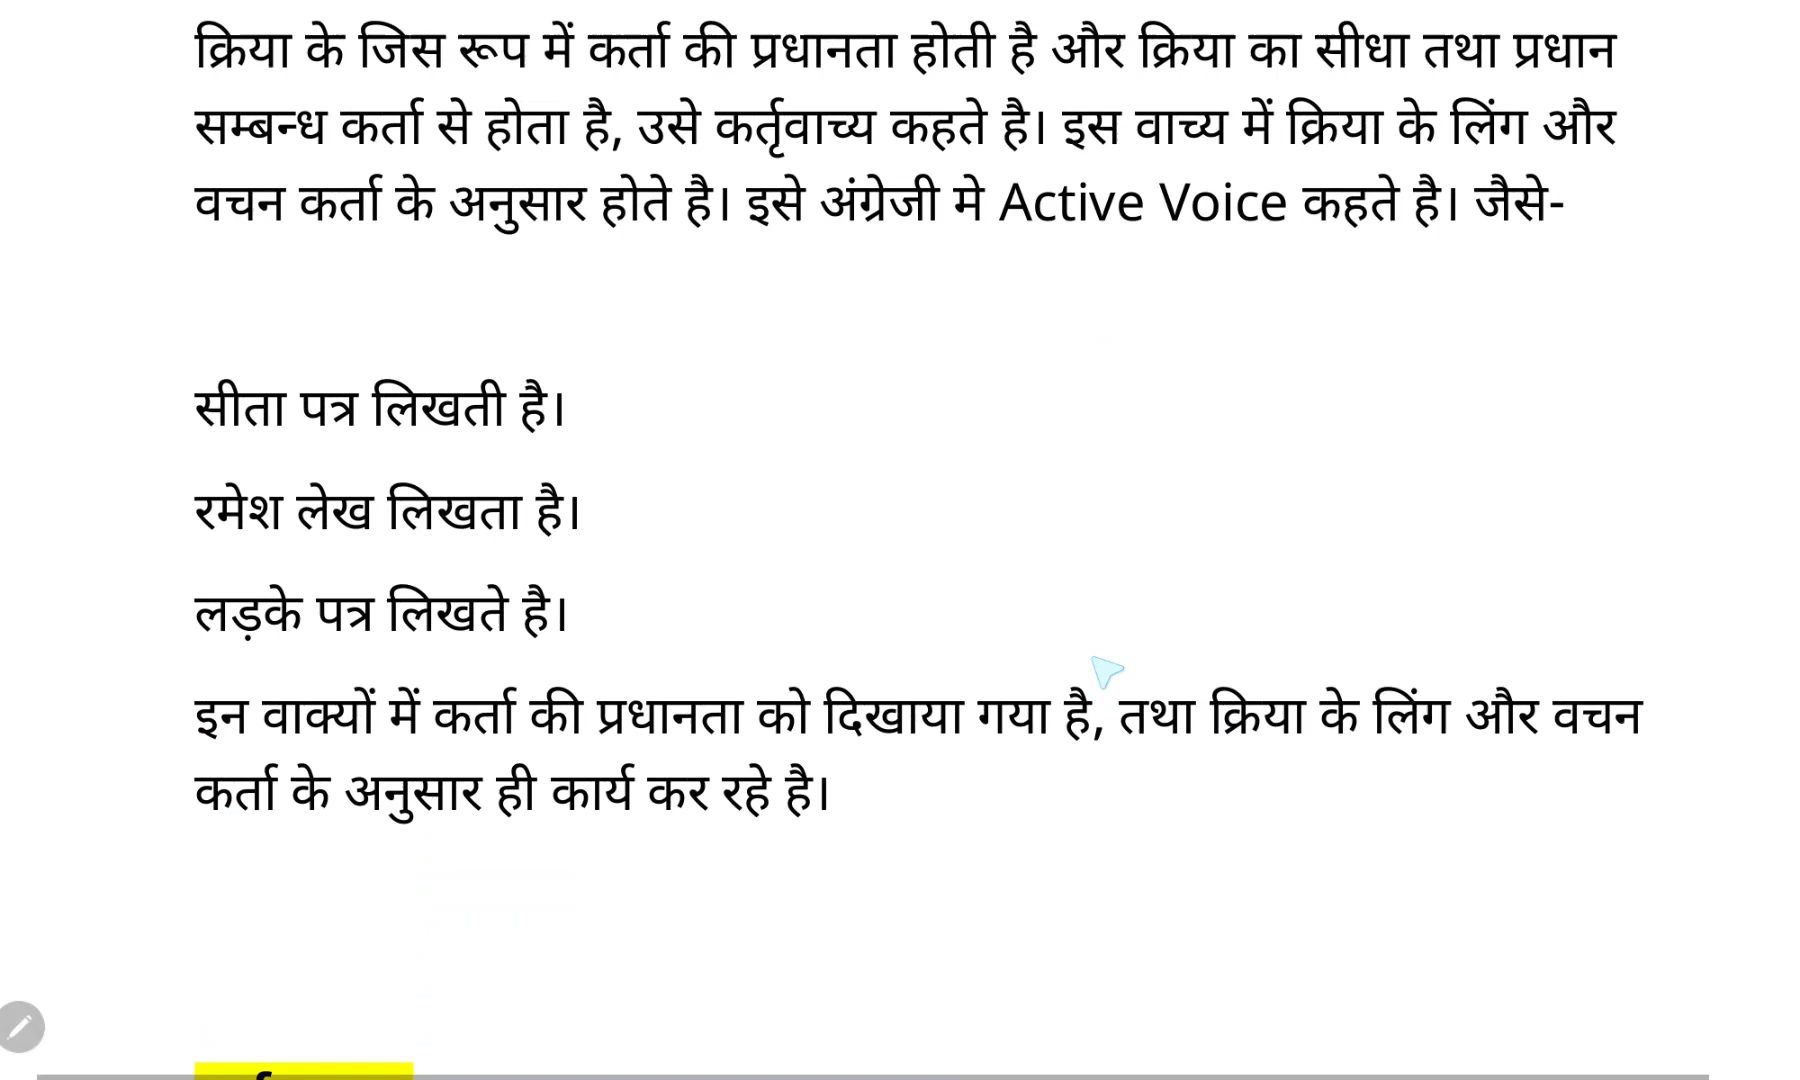 क्रिया के जिस रूप में कर्ता की प्रधानता होती है और क्रिया का सीधा तथा प्रधान
सम्बन्ध कर्ता से होता है, उसे कर्तृवाच्य कहते है। इस वाच्य में क्रिया के लिंग और
वचन कर्ता के अनुसार होते है। इसे अंग्रेजी मे Active Voice कहते है। जैसे-
सीता पत्र लिखती है।
रमेश लेख लिखता है।
लड़के पत्र लिखते है।
इन वाक्यों में कर्ता की प्रधानता को दिखाया गया है, तथा क्रिया के लिंग और वचन
कर्ता के अनुसार ही कार्य कर रहे है।